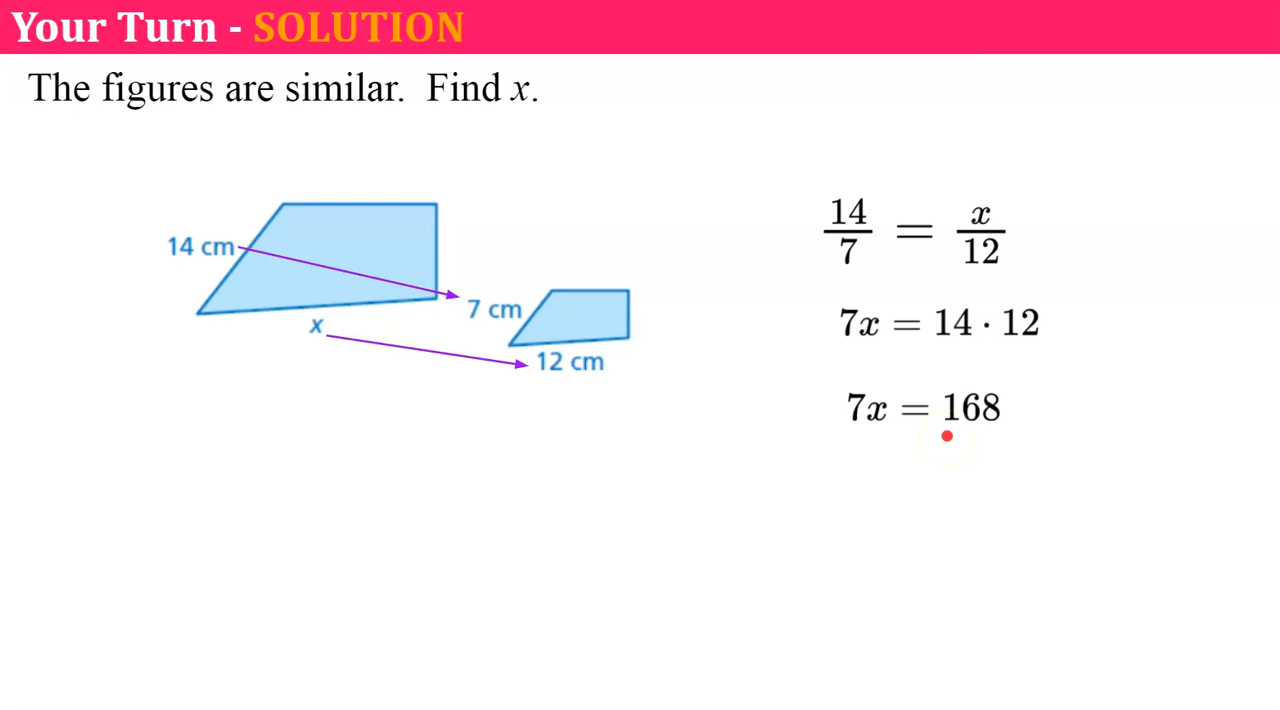 Your Turn - SOLUTION
The figures are similar. Find x.
14 cm
x
7 cm
12 cm
14/7 = x/12
7x = 14 · 12
7x = 168